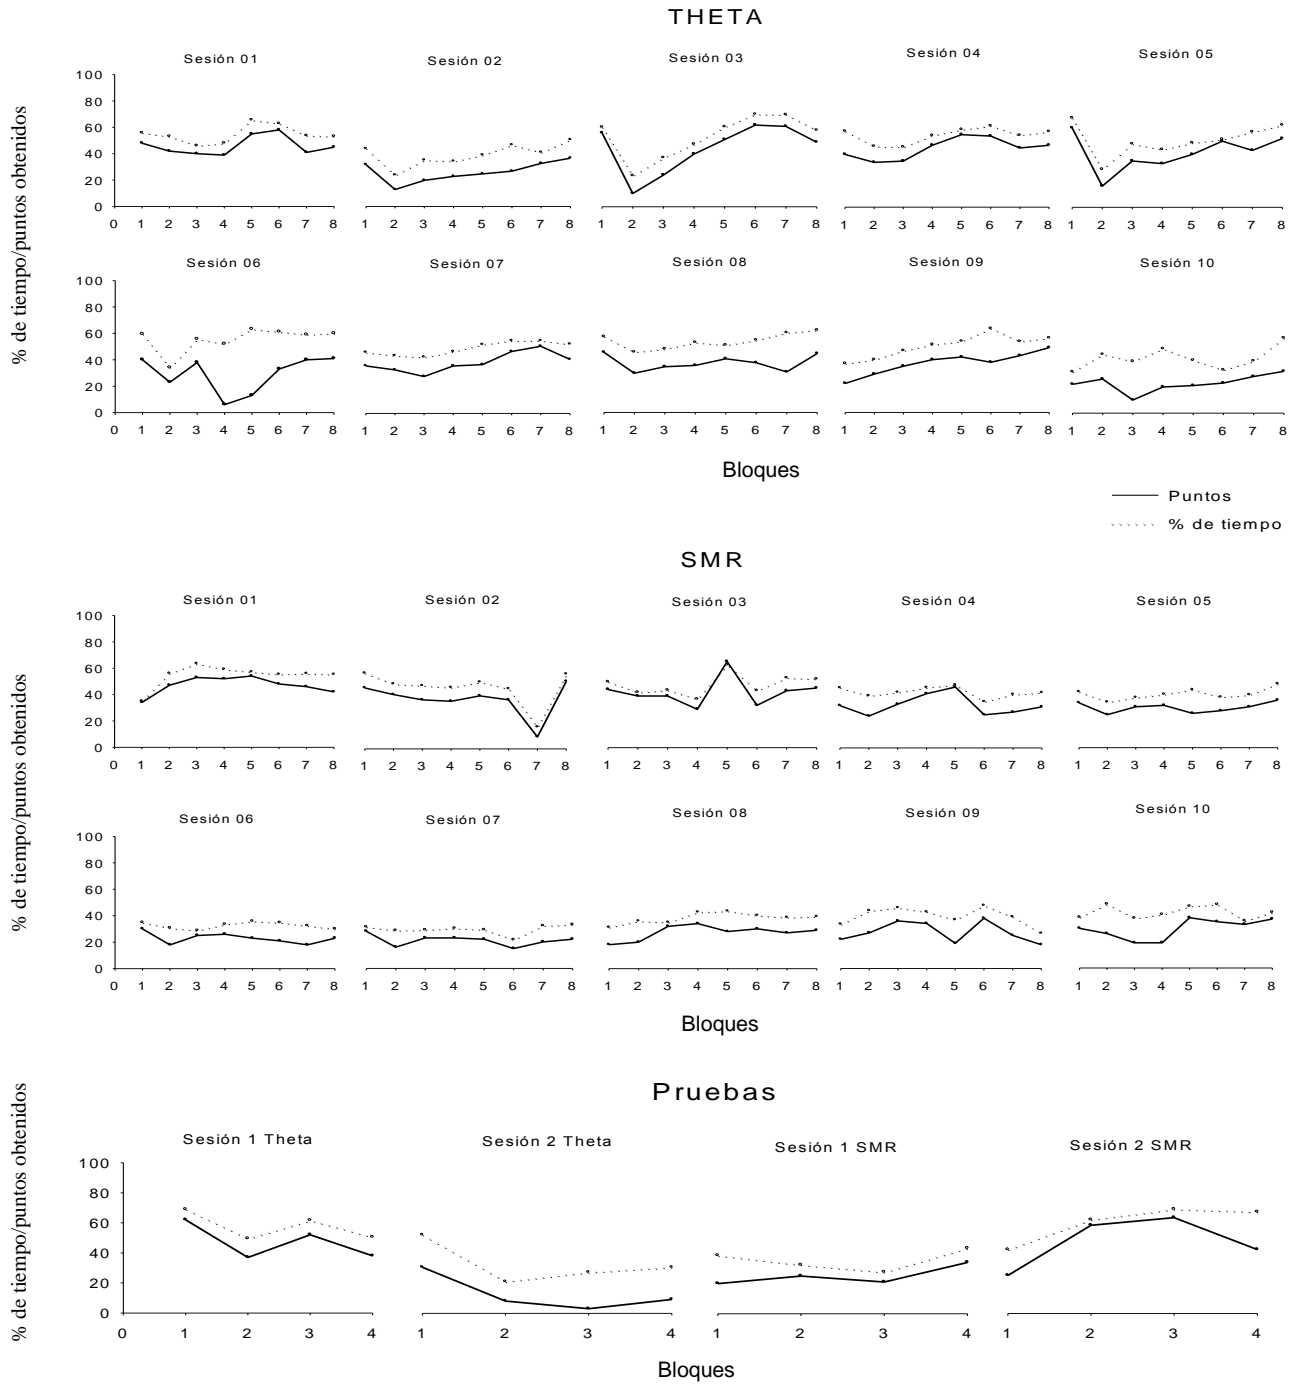 THETA
Sesión 01 Sesión 02 Sesión 03 Sesión 04 Sesión 05
% de tiempo/puntos obtenidos
100
80
60
40
20
0
0 1 2 3 4 5 6 7 8 1 2 3 4 5 6 7 8 1 2 3 4 5 6 7 8 1 2 3 4 5 6 7 8 1 2 3 4 5 6 7 8
Sesión 06 Sesión 07 Sesión 08 Sesión 09 Sesión 10
100
80
60
40
20
0
0 1 2 3 4 5 6 7 8 1 2 3 4 5 6 7 8 1 2 3 4 5 6 7 8 1 2 3 4 5 6 7 8 1 2 3 4 5 6 7 8
Bloques
Puntos
% de tiempo
SMR
Sesión 01 Sesión 02 Sesión 03 Sesión 04 Sesión 05
% de tiempo/puntos obtenidos
100
80
60
40
20
0
0 1 2 3 4 5 6 7 8 1 2 3 4 5 6 7 8 1 2 3 4 5 6 7 8 1 2 3 4 5 6 7 8 1 2 3 4 5 6 7 8
Sesión 06 Sesión 07 Sesión 08 Sesión 09 Sesión 10
100
80
60
40
20
0
0 1 2 3 4 5 6 7 8 1 2 3 4 5 6 7 8 1 2 3 4 5 6 7 8 1 2 3 4 5 6 7 8 1 2 3 4 5 6 7 8
Bloques
Pruebas
Sesión 1 Theta Sesión 2 Theta Sesión 1 SMR Sesión 2 SMR
% de tiempo/puntos obtenidos
100
80
60
40
20
0
0 1 2 3 4 1 2 3 4 1 2 3 4 1 2 3 4
Bloques